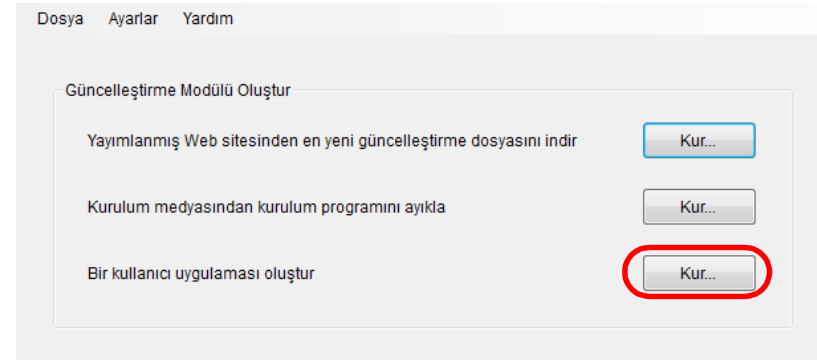 Dosya Ayarlar Yardım
Güncelleştirme Modülü Oluştur
Yayımlanmış Web sitesinden en yeni güncelleştirme dosyasını indir Kur...
Kurulum medyasından kurulum programını ayıkla Kur...
Bir kullanıcı uygulaması oluştur Kur...